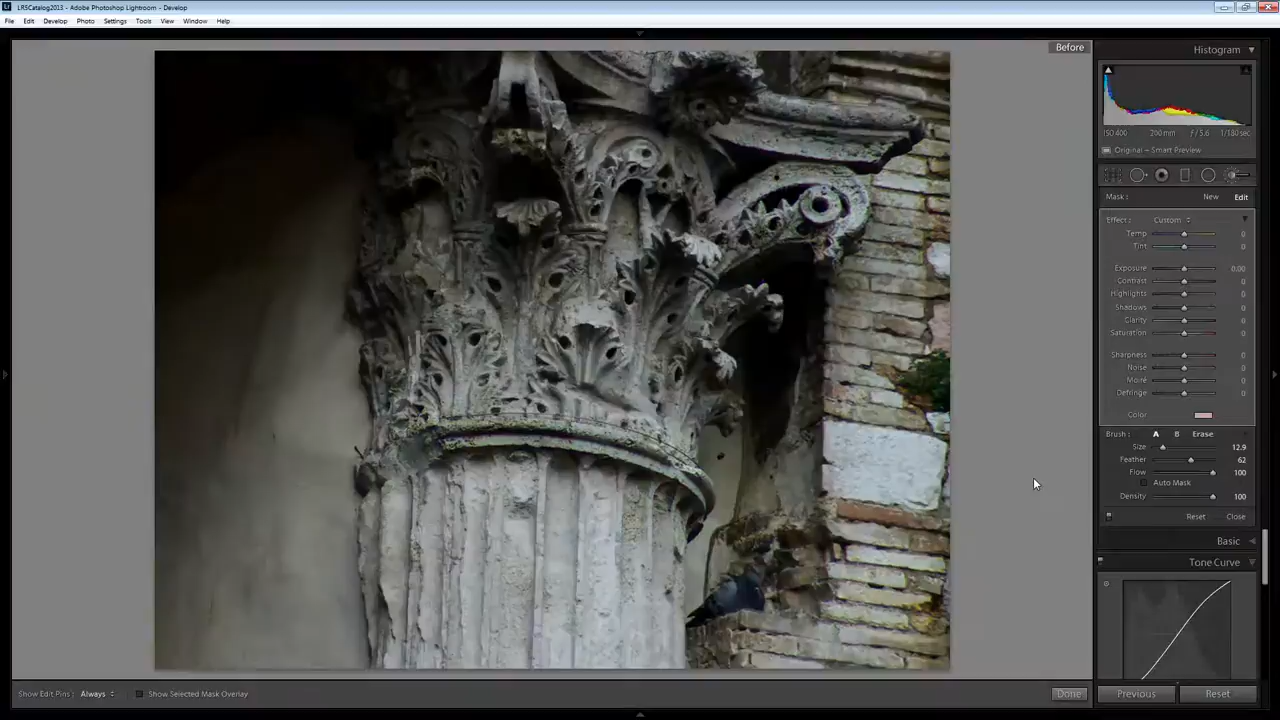 LR5Catalog2013 - Adobe Photoshop Lightroom - Develop
File Edit Develop Photo Settings Tools View Window Help
Before
Histogram
ISO 400 200 mm f / 5.6 1/180 sec
Original – Smart Preview
Mask : New Edit
Effect : Custom
Temp 0
Tint 0
Exposure 0.00
Contrast 0
Highlights 0
Shadows 0
Clarity 0
Saturation 0
Sharpness 0
Noise 0
Moiré 0
Defringe 0
Color
Brush : A B Erase
Size 12.9
Feather 62
Flow 100
Auto Mask
Density 100
Reset Close
Basic
Tone Curve
Show Edit Pins : Always Show Selected Mask Overlay Done
Previous Reset